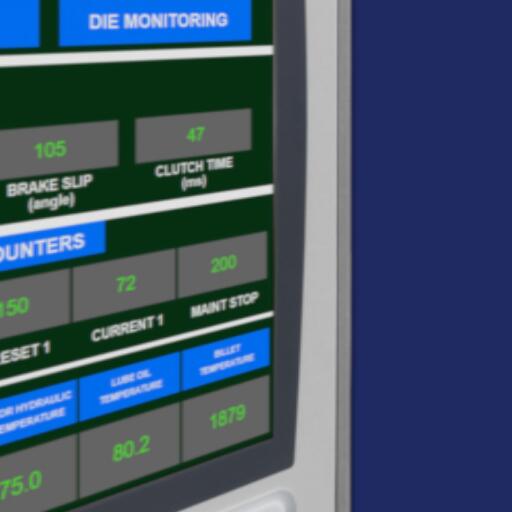 DIE MONITORING
105 47
BRAKE SLIP CLUTCH TIME
(angle) (ms)
OUNTERS
150 72 200
ESET 1 CURRENT 1 MAINT STOP
OR HYDRAULIC LUBE OIL BILLET
EMPERATURE TEMPERATURE TEMPERATURE
75.0 80.2 1879